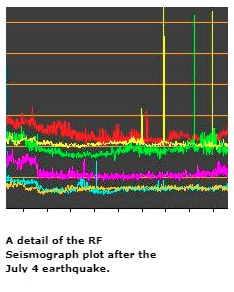 A detail of the RF
Seismograph plot after the
July 4 earthquake.